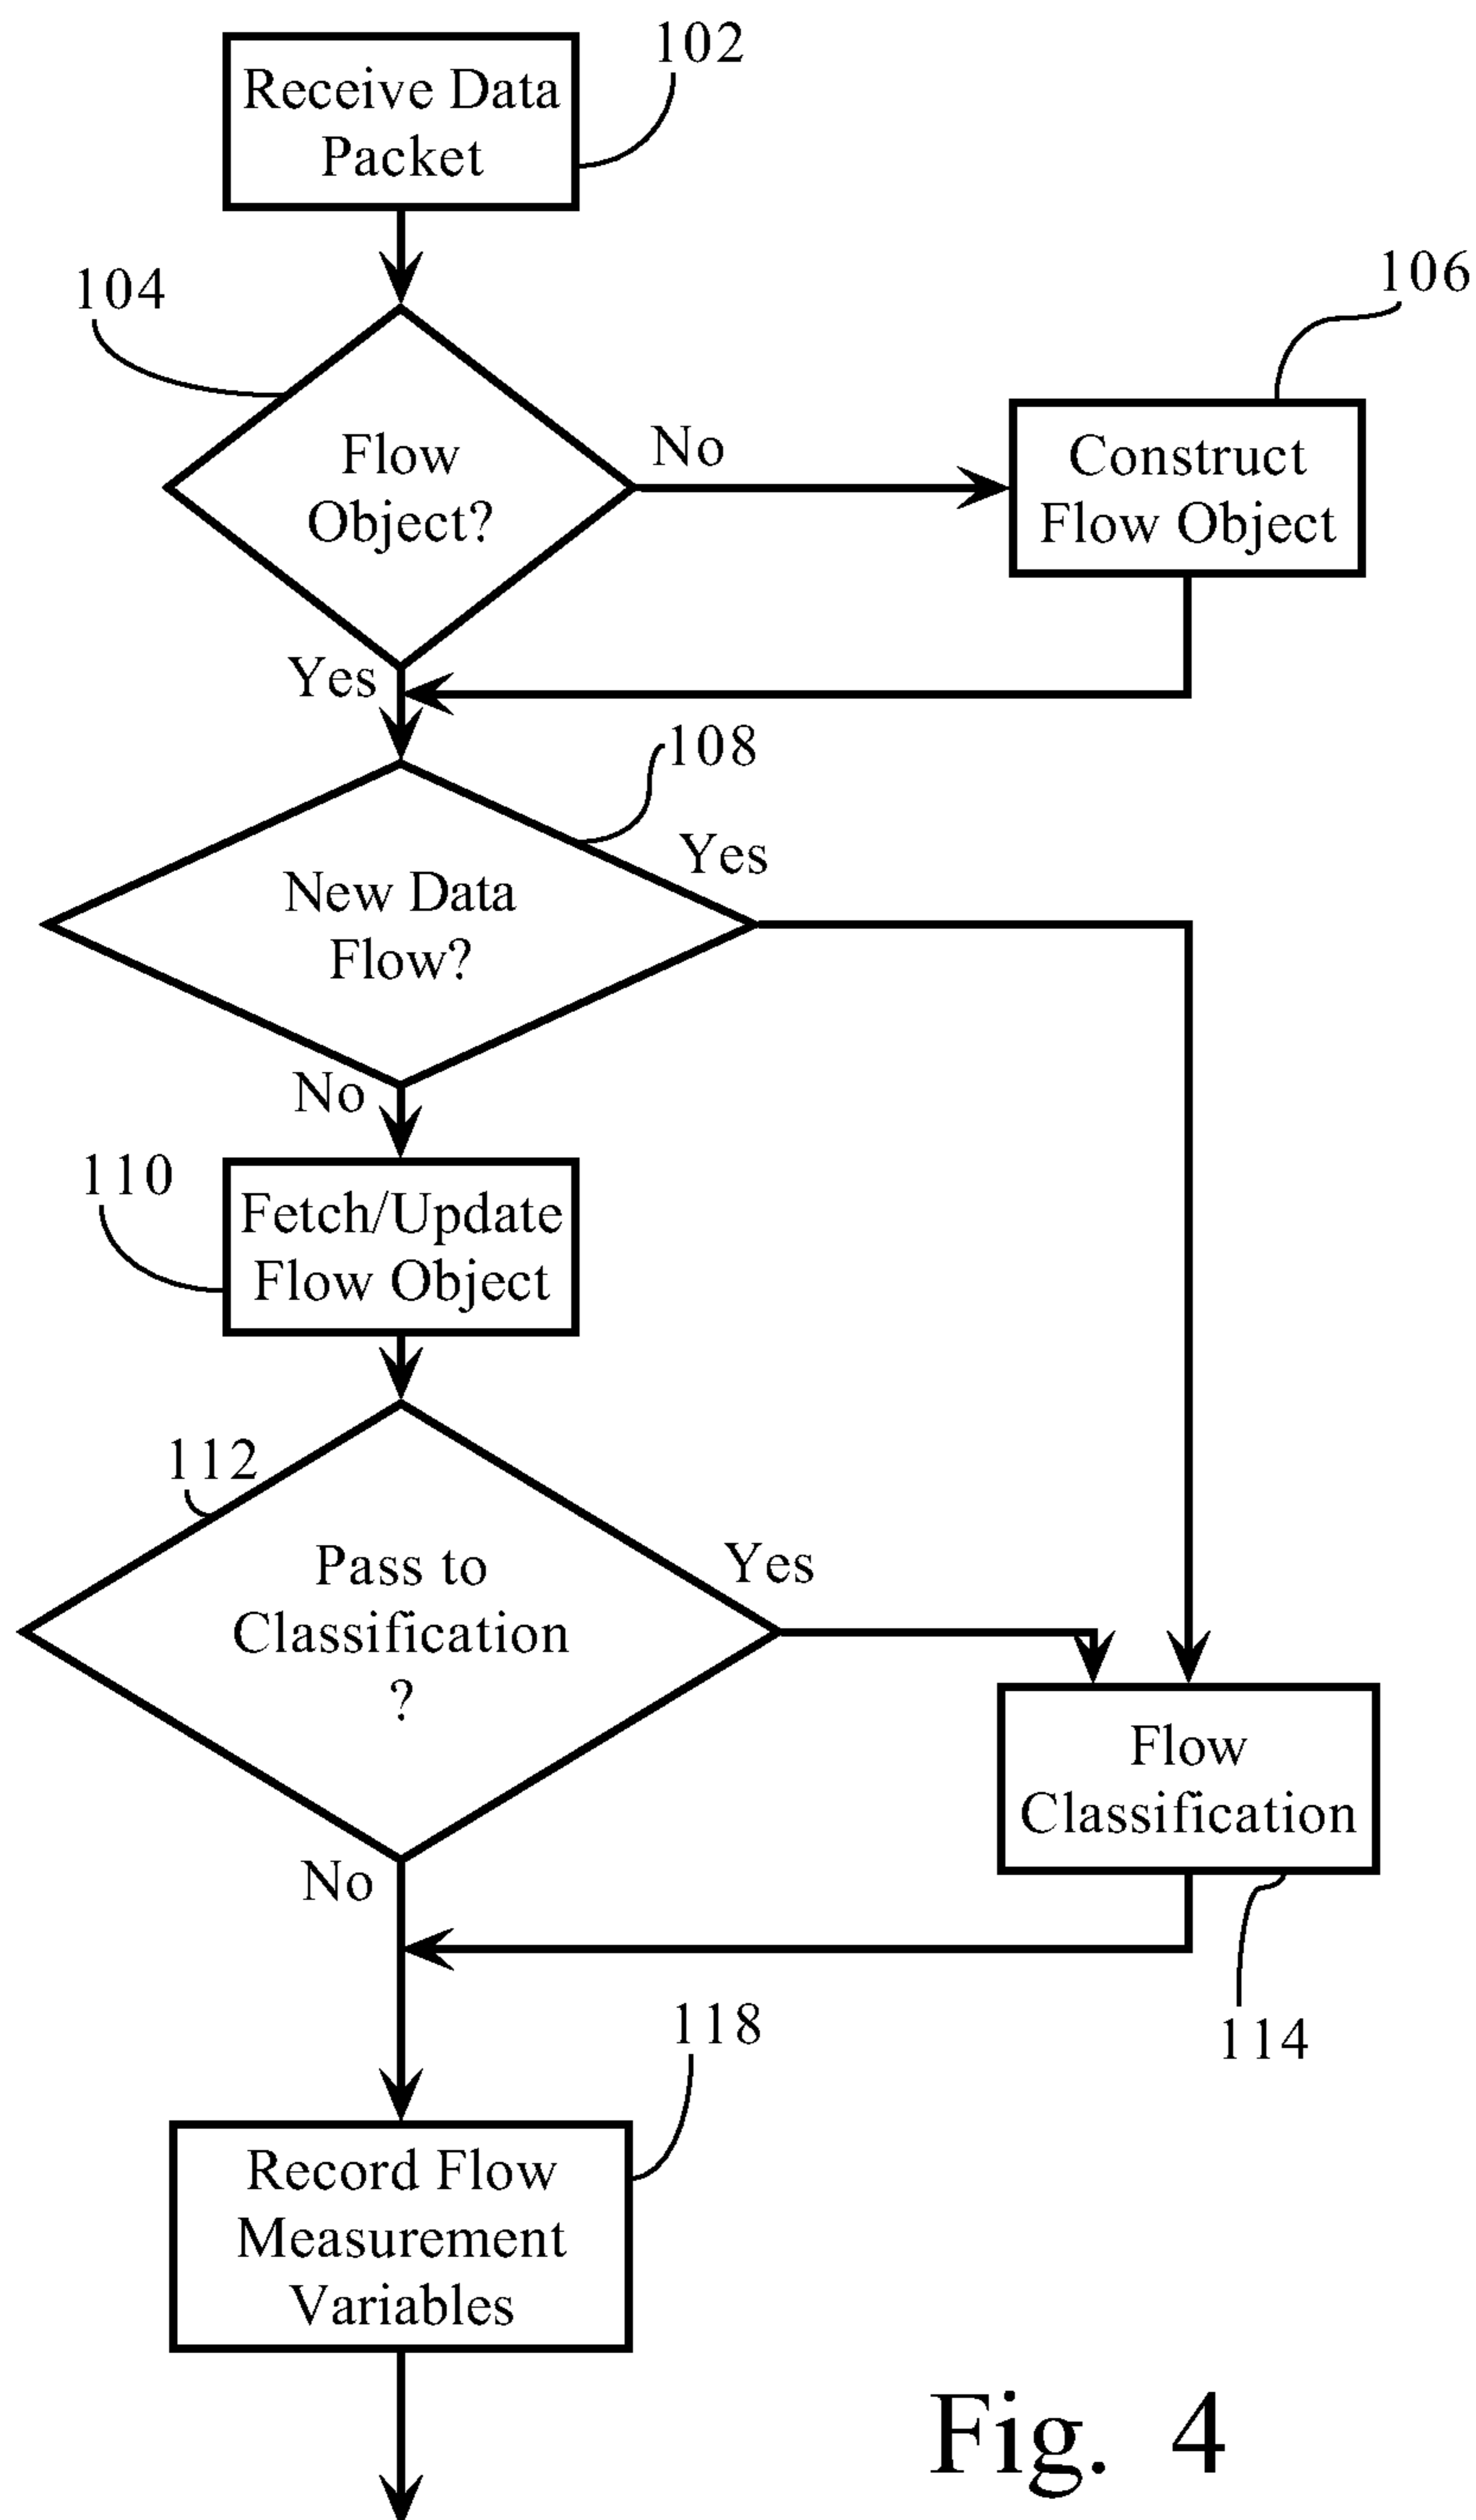 102
Receive Data
Packet
104
106
Flow
Object?
No
Construct
Flow Object
Yes
108
Yes
New Data
Flow?
No
110
Fetch/Update
Flow Object
112
Pass to
Classification
?
Yes
Flow
Classification
No
118
114
Record Flow
Measurement
Variables
Fig. 4